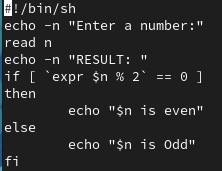 #!/bin/sh
echo -n "Enter a number:"
read n
echo -n "RESULT: "
if [ `expr $n % 2` == 0 ]
then
        echo "$n is even"
else
        echo "$n is Odd"
fi